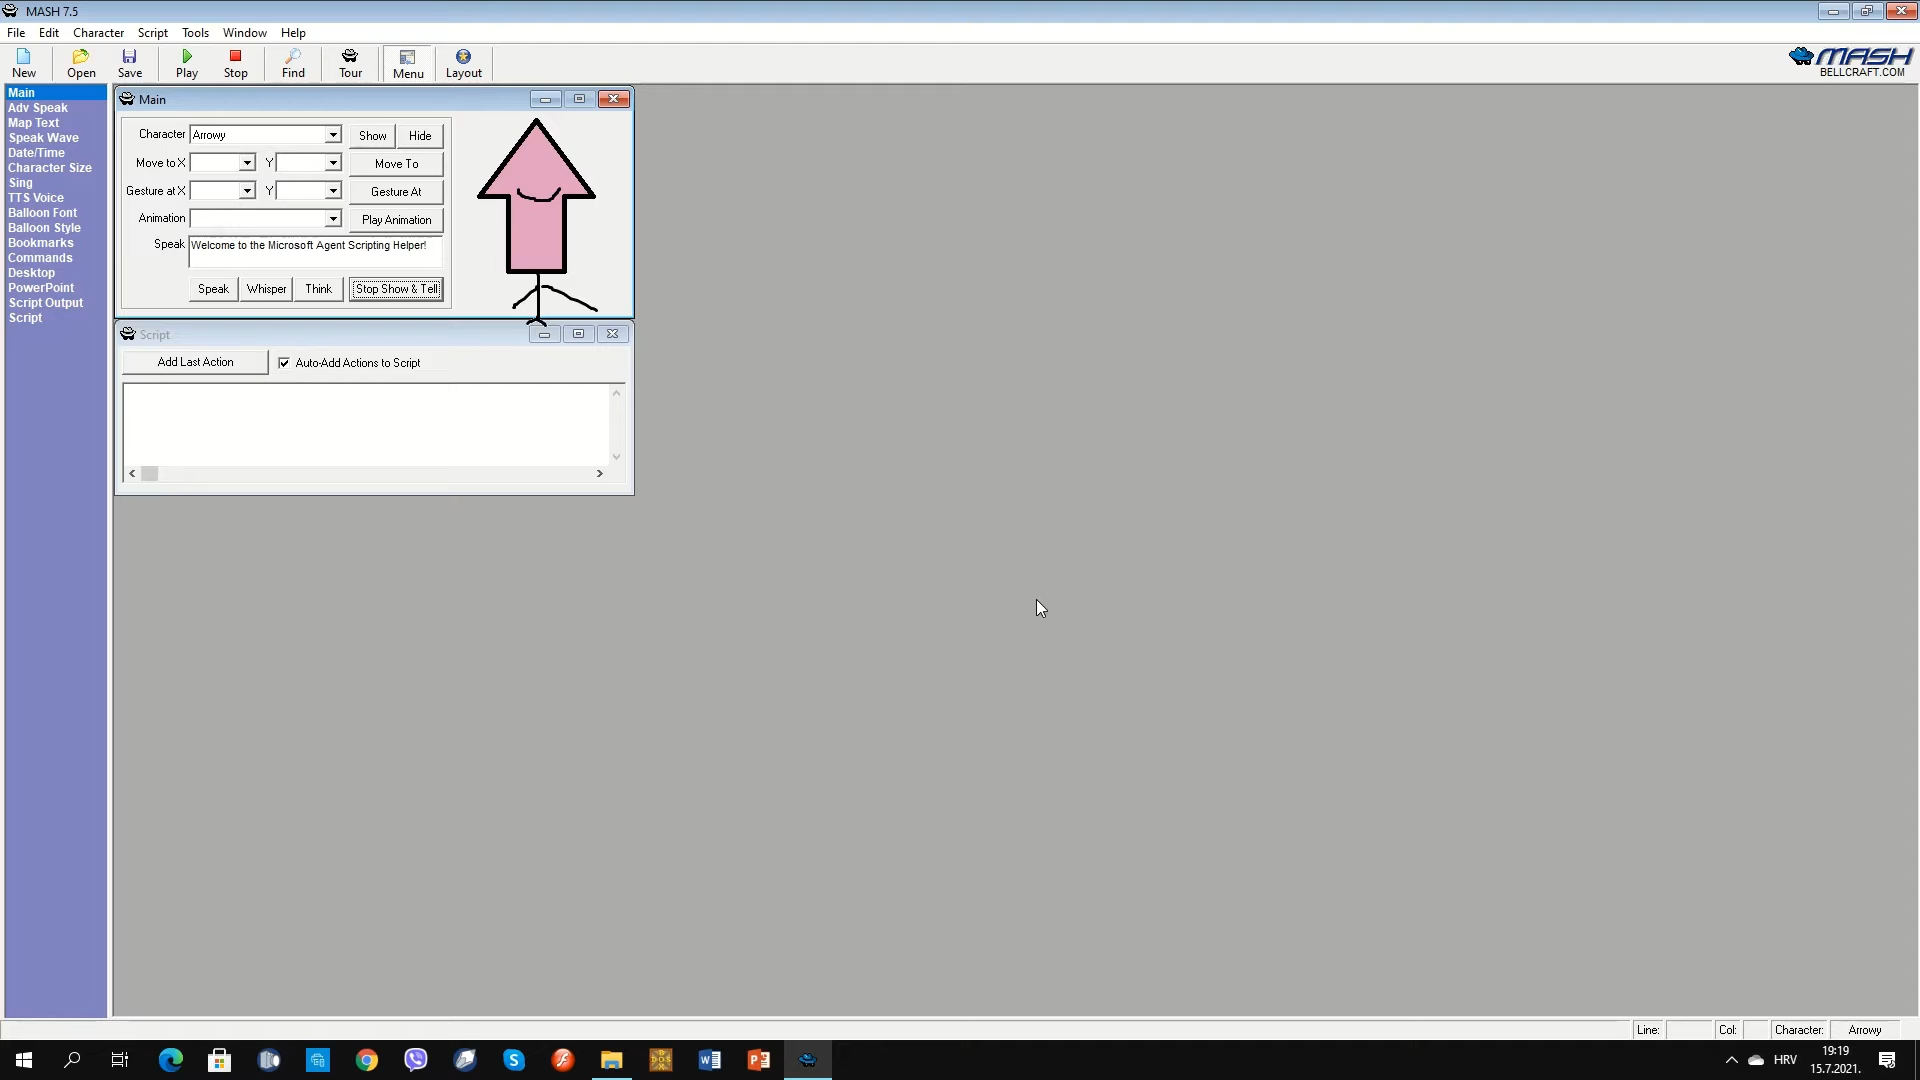 MASH 7.5
File Edit Character Script Tools Window Help
New Open Save Play Stop Find Tour Menu Layout
MASH
BELLCRAFT.COM
Main
Adv Speak
Map Text
Speak Wave
Date/Time
Character Size
Sing
TTS Voice
Balloon Font
Balloon Style
Bookmarks
Commands
Desktop
PowerPoint
Script Output
Script
Main
Character Arrowy Show Hide
Move to X Y Move To
Gesture at X Y Gesture At
Animation Play Animation
Speak Welcome to the Microsoft Agent Scripting Helper!
Speak Whisper Think Stop Show & Tell
Script
Add Last Action Auto-Add Actions to Script
Line: Col: Character: Arrowy
HRV 19:19
15.7.2021.